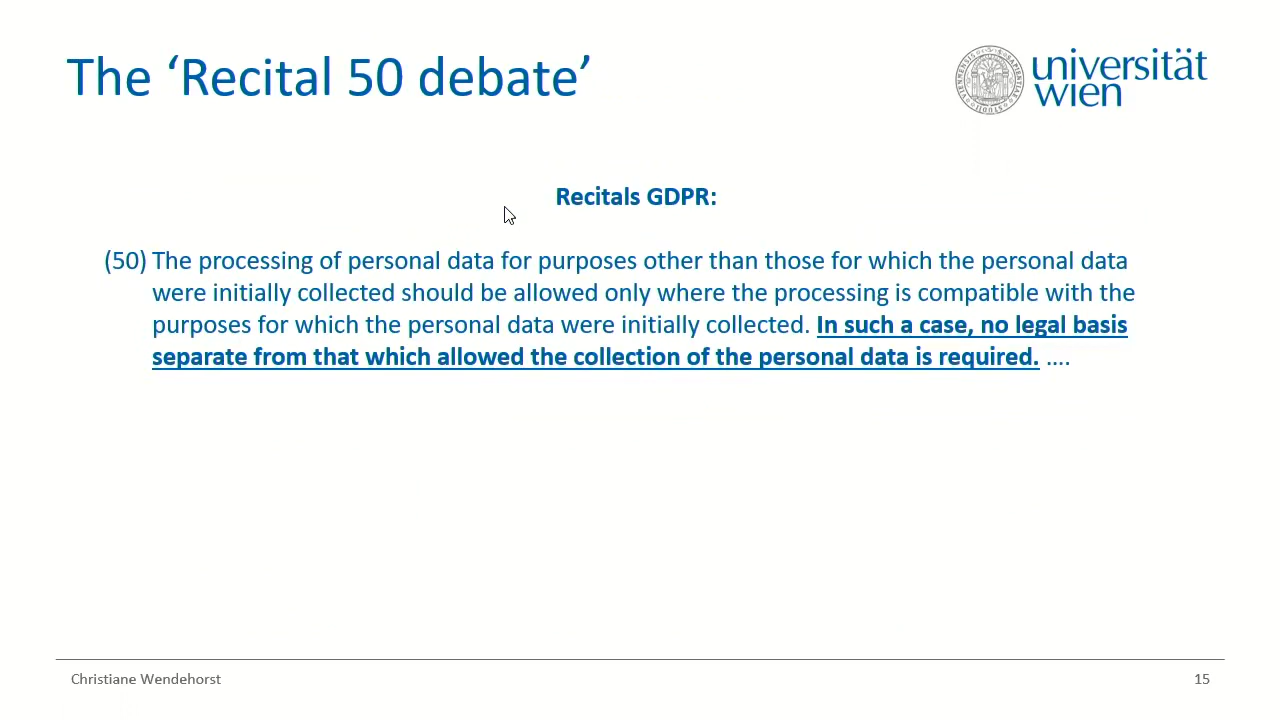 The ‘Recital 50 debate’
universität
wien
Recitals GDPR:
(50) The processing of personal data for purposes other than those for which the personal data
were initially collected should be allowed only where the processing is compatible with the
purposes for which the personal data were initially collected. In such a case, no legal basis
separate from that which allowed the collection of the personal data is required. ....
Christiane Wendehorst
15